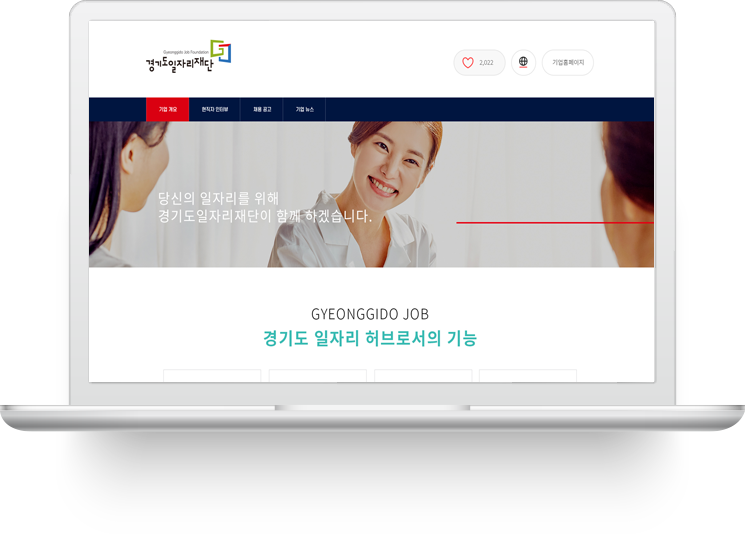 Gyeonggido Job Foundation
경기도일자리재단
2,022
기업홈페이지
기업 개요
현직자 인터뷰
채용 공고
기업 뉴스
당신의 일자리를 위해
경기도일자리재단이 함께 하겠습니다.
GYEONGGIDO JOB
경기도 일자리 허브로서의 기능